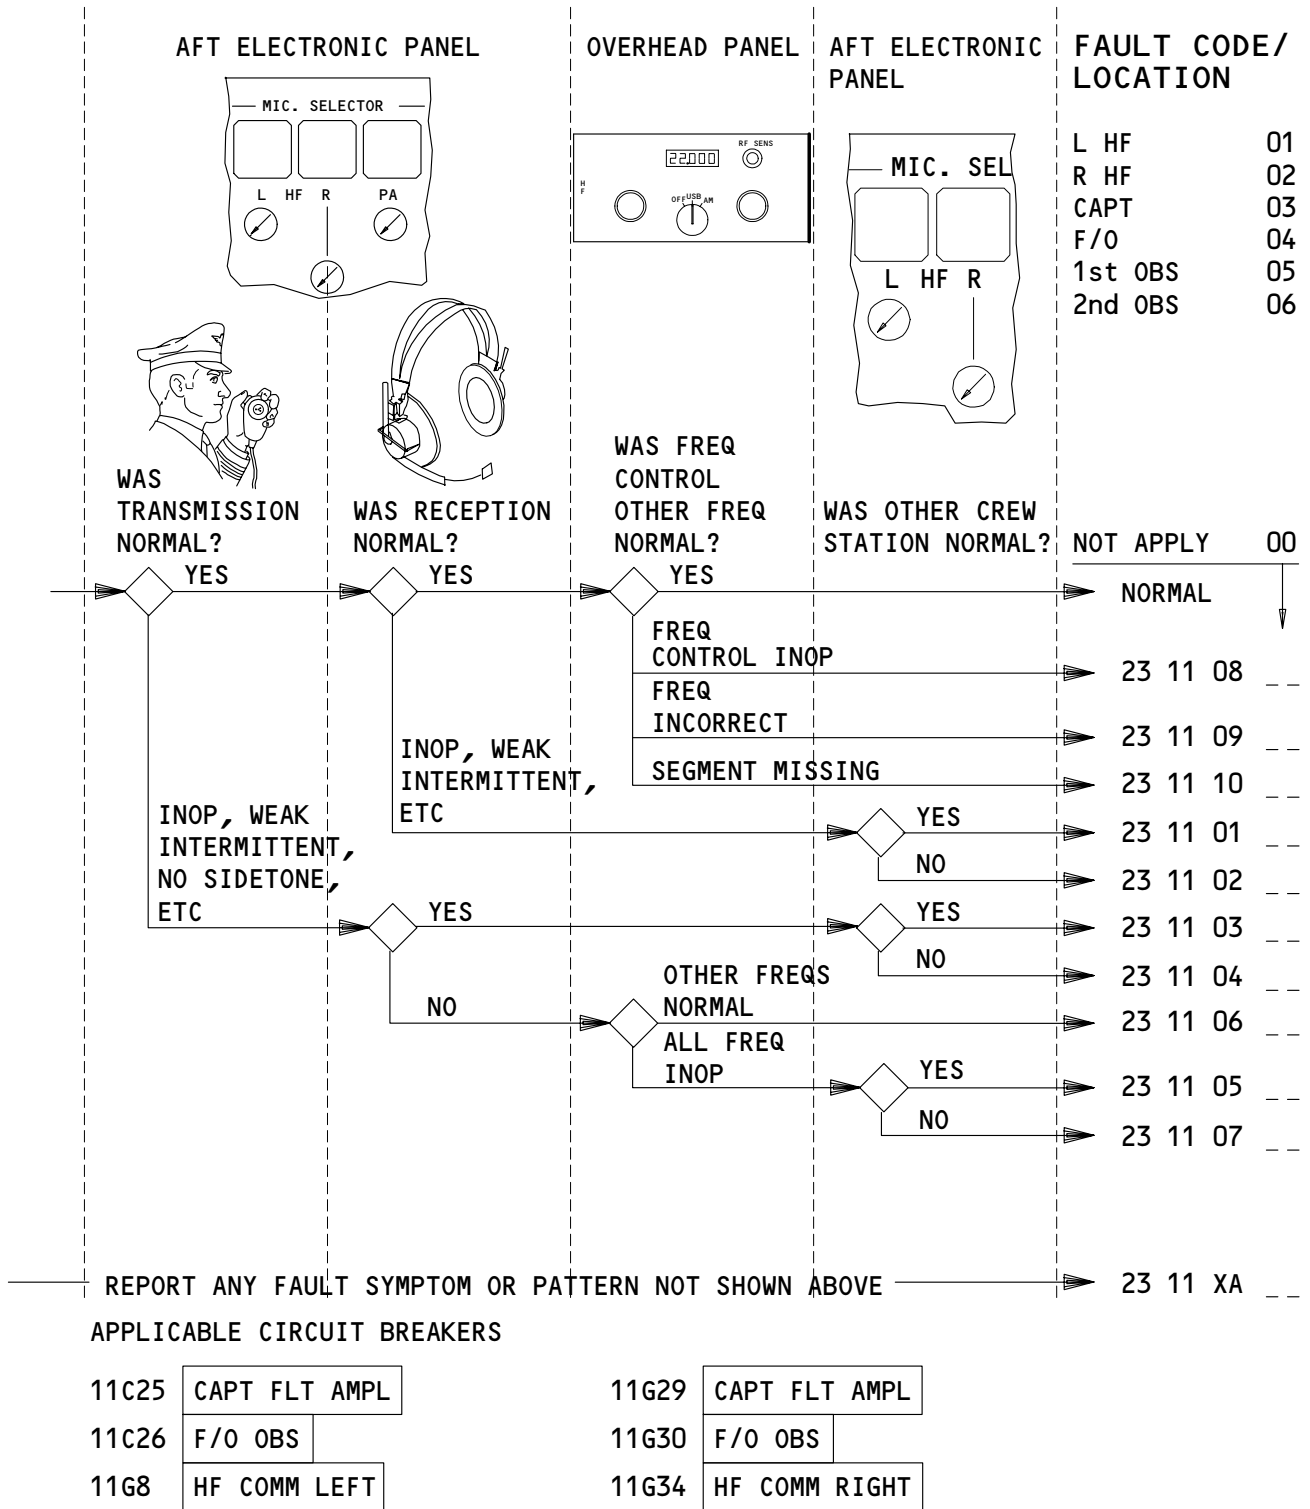 AFT ELECTRONIC PANEL
OVERHEAD PANEL
AFT ELECTRONIC
PANEL
FAULT CODE/
LOCATION
MIC. SELECTOR
L HF R PA
HF
22.000
RF SENS
OFF USB AM
MIC. SEL
L HF R
L HF 01
R HF 02
CAPT 03
F/O 04
1st OBS 05
2nd OBS 06
WAS
TRANSMISSION
NORMAL?
WAS RECEPTION
NORMAL?
WAS FREQ
CONTROL
OTHER FREQ
NORMAL?
WAS OTHER CREW
STATION NORMAL?
NOT APPLY 00
YES
YES
YES
NORMAL
FREQ
CONTROL INOP
23 11 08 _ _
FREQ
INCORRECT
23 11 09 _ _
SEGMENT MISSING
23 11 10 _ _
INOP, WEAK
INTERMITTENT,
ETC
YES
23 11 01 _ _
NO
23 11 02 _ _
INOP, WEAK
INTERMITTENT,
NO SIDETONE,
ETC
YES
YES
23 11 03 _ _
NO
23 11 04 _ _
NO
OTHER FREQS
NORMAL
23 11 06 _ _
ALL FREQ
INOP
YES
23 11 05 _ _
NO
23 11 07 _ _
REPORT ANY FAULT SYMPTOM OR PATTERN NOT SHOWN ABOVE
23 11 XA _ _
APPLICABLE CIRCUIT BREAKERS
11C25 CAPT FLT AMPL
11G29 CAPT FLT AMPL
11C26 F/O OBS
11G30 F/O OBS
11G8 HF COMM LEFT
11G34 HF COMM RIGHT